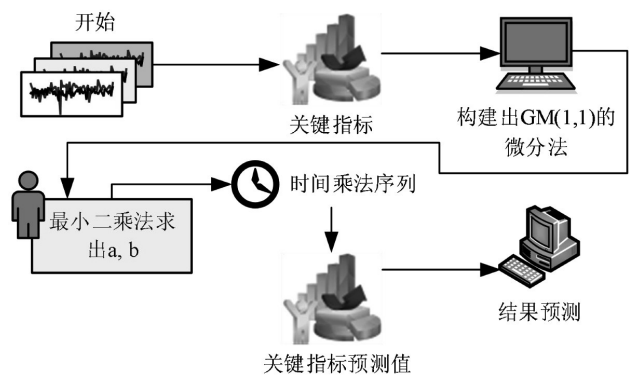 开始
关键指标
构建出GM(1,1)的
微分法
最小二乘法求
出a, b
时间乘法序列
关键指标预测值
结果预测